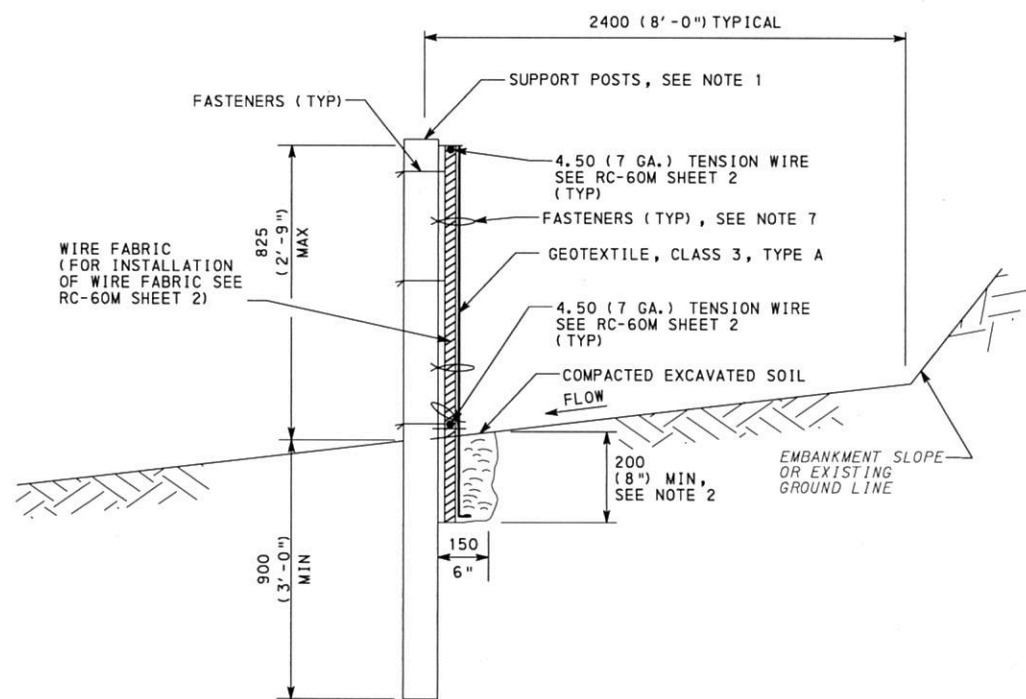 2400 (8'-0") TYPICAL
SUPPORT POSTS, SEE NOTE 1
FASTENERS (TYP)
4.50 (7 GA.) TENSION WIRE
SEE RC-60M SHEET 2
(TYP)
FASTENERS (TYP), SEE NOTE 7
GEOTEXTILE, CLASS 3, TYPE A
WIRE FABRIC
(FOR INSTALLATION
OF WIRE FABRIC SEE
RC-60M SHEET 2)
825
(2'-9")
MAX
4.50 (7 GA.) TENSION WIRE
SEE RC-60M SHEET 2
(TYP)
COMPACTED EXCAVATED SOIL
FLOW
200
(8") MIN,
SEE NOTE 2
EMBANKMENT SLOPE
OR EXISTING
GROUND LINE
150
6"
900
(3'-0")
MIN